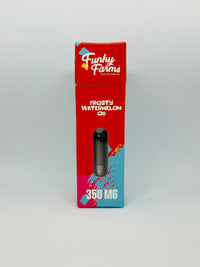 Funky
Farms
FROSTY
WATERMELON
OG
350 MG